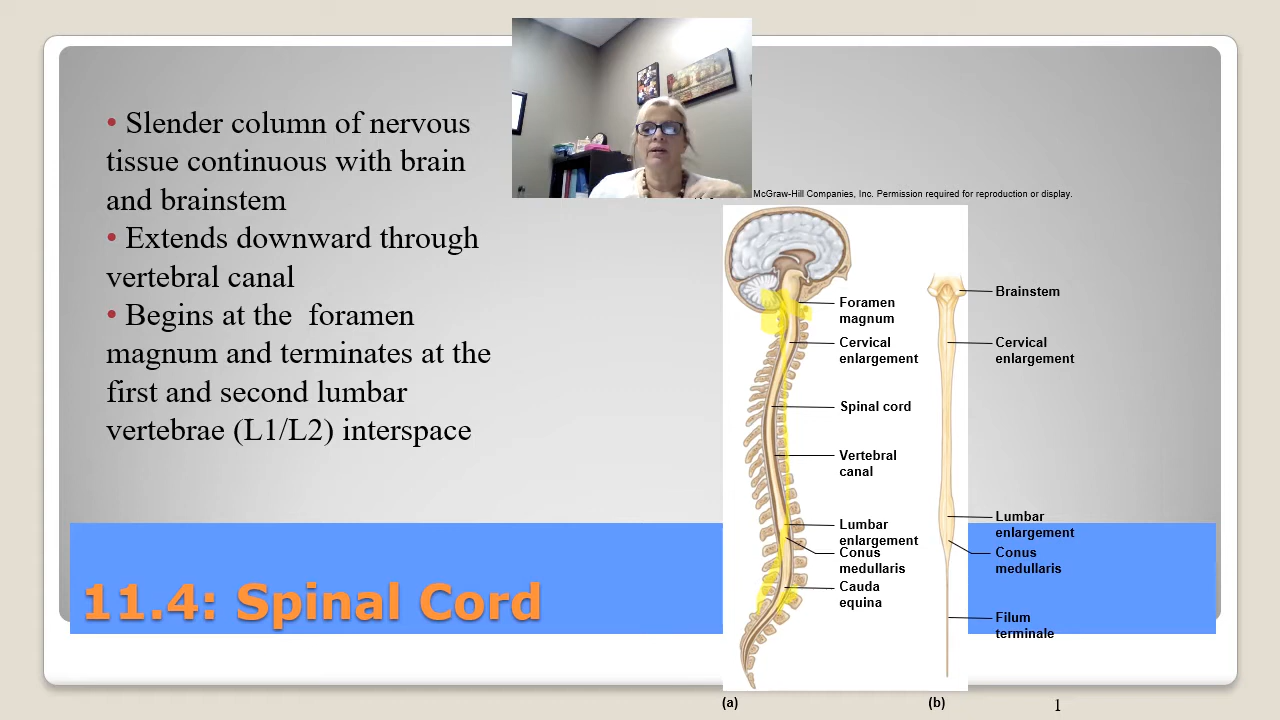 • Slender column of nervous
tissue continuous with brain
and brainstem
• Extends downward through
vertebral canal
• Begins at the foramen
magnum and terminates at the
first and second lumbar
vertebrae (L1/L2) interspace
11.4: Spinal Cord
McGraw-Hill Companies, Inc. Permission required for reproduction or display.
Foramen
magnum
Cervical
enlargement
Spinal cord
Vertebral
canal
Lumbar
enlargement
Conus
medullaris
Cauda
equina
(a)
Brainstem
Cervical
enlargement
Lumbar
enlargement
Conus
medullaris
Filum
terminale
(b)
1